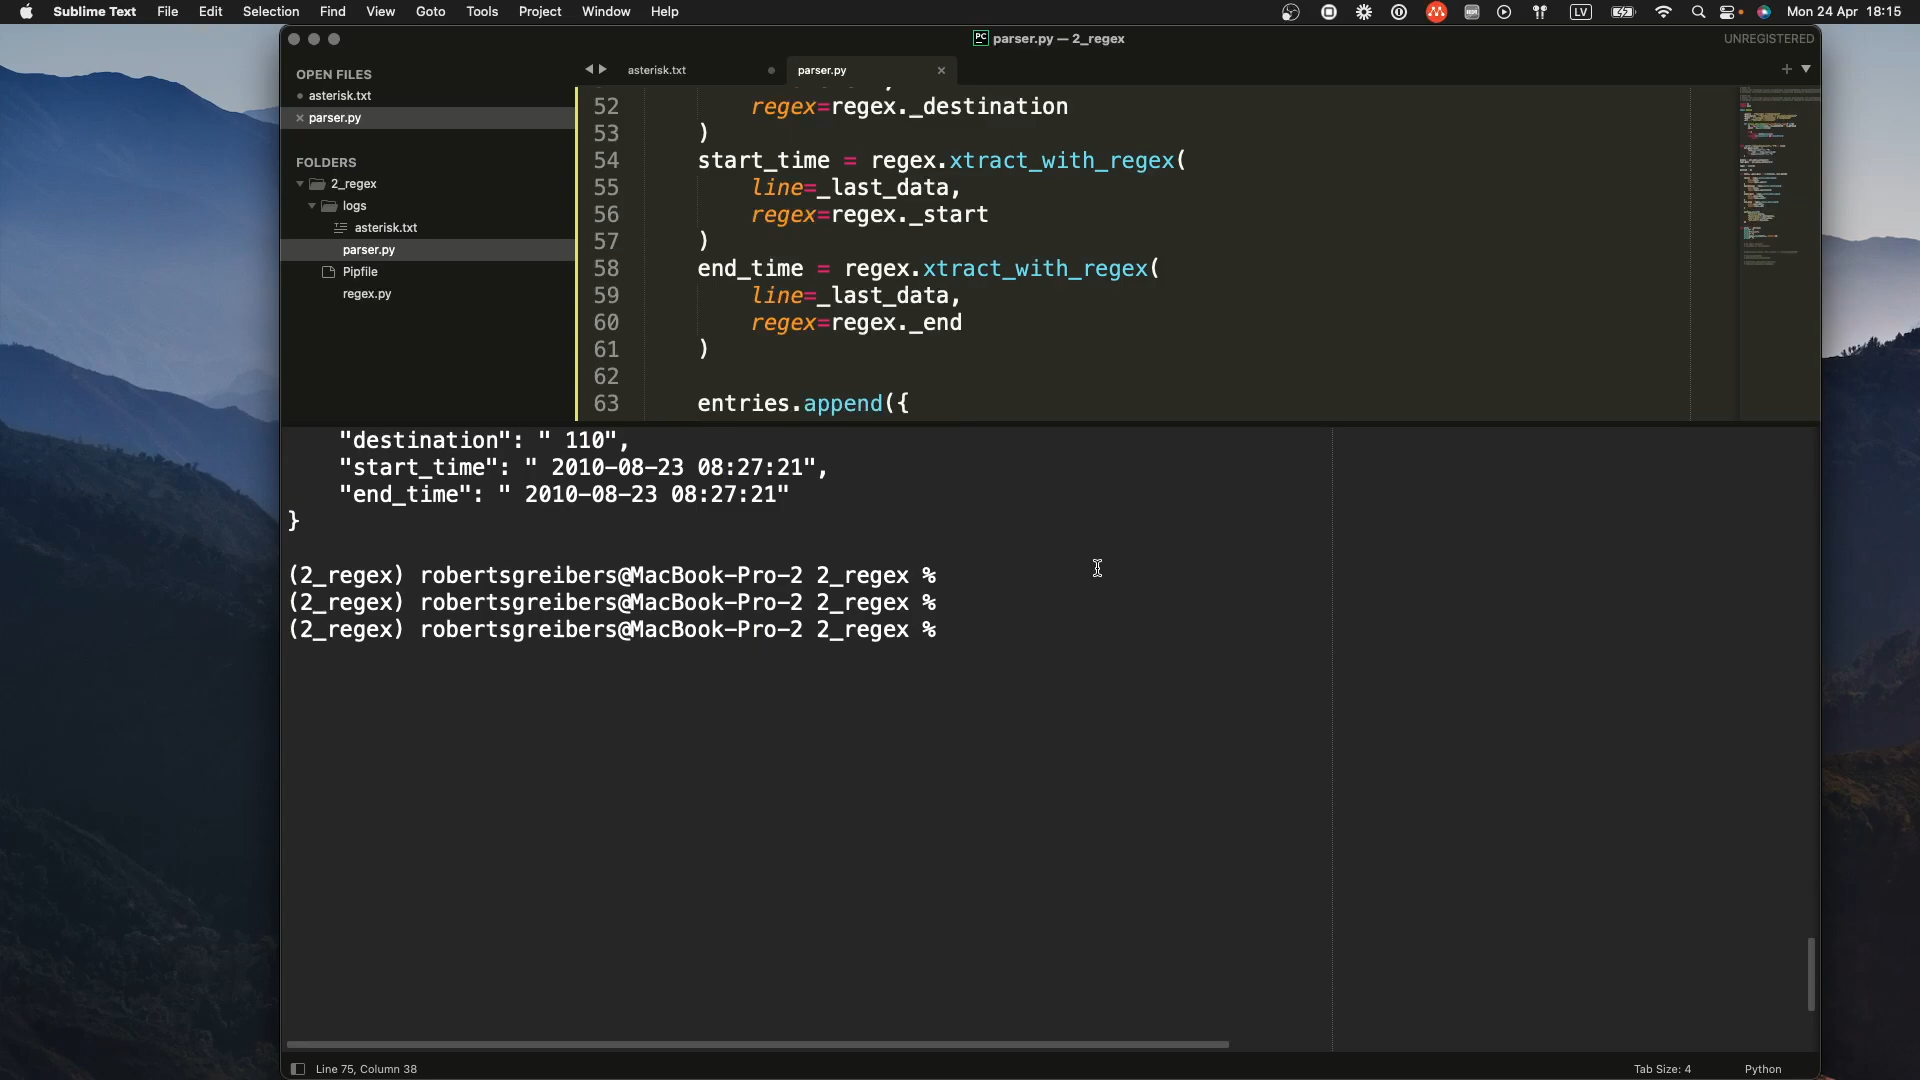 Sublime Text File Edit Selection Find View Goto Tools Project Window Help LV Mon 24 Apr 18:15
PC parser.py — 2_regex UNREGISTERED
OPEN FILES
asterisk.txt
parser.py
FOLDERS
2_regex
logs
asterisk.txt
parser.py
Pipfile
regex.py
asterisk.txt parser.py
52 regex=regex._destination
53 )
54 start_time = regex.xtract_with_regex(
55 line=_last_data,
56 regex=regex._start
57 )
58 end_time = regex.xtract_with_regex(
59 line=_last_data,
60 regex=regex._end
61 )
62
63 entries.append({
"destination": " 110",
"start_time": " 2010-08-23 08:27:21",
"end_time": " 2010-08-23 08:27:21"
}
(2_regex) robertsgreibers@MacBook-Pro-2 2_regex %
(2_regex) robertsgreibers@MacBook-Pro-2 2_regex %
(2_regex) robertsgreibers@MacBook-Pro-2 2_regex %
Line 75, Column 38 Tab Size: 4 Python